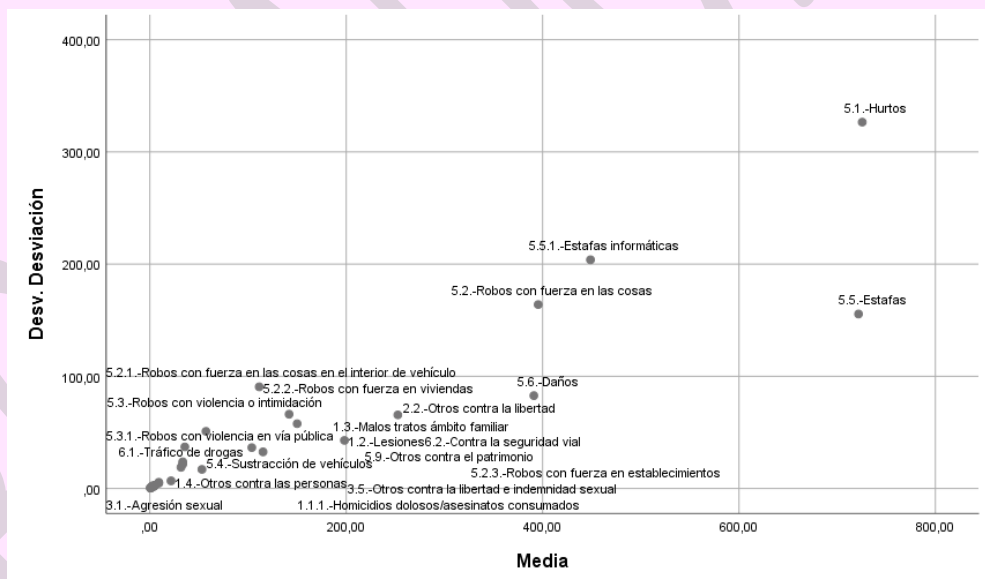 400,00
5.1.-Hurtos
300,00
Desv. Desviación
5.5.1.-Estafas informáticas
200,00
5.2.-Robos con fuerza en las cosas
5.5.-Estafas
5.2.1.-Robos con fuerza en las cosas en el interior de vehículo
100,00
5.6.-Daños
5.2.2.-Robos con fuerza en viviendas
5.3.-Robos con violencia o intimidación
2.2.-Otros contra la libertad
1.3.-Malos tratos ámbito familiar
5.3.1.-Robos con violencia en vía pública
1.2.-Lesiones6.2.-Contra la seguridad vial
6.1.-Tráfico de drogas
5.9.-Otros contra el patrimonio
5.4.-Sustracción de vehículos
5.2.3.-Robos con fuerza en establecimientos
1.4.-Otros contra las personas
3.5.-Otros contra la libertad e indemnidad sexual
,00
3.1.-Agresión sexual
1.1.1.-Homicidios dolosos/asesinatos consumados
,00 200,00 400,00 600,00 800,00
Media